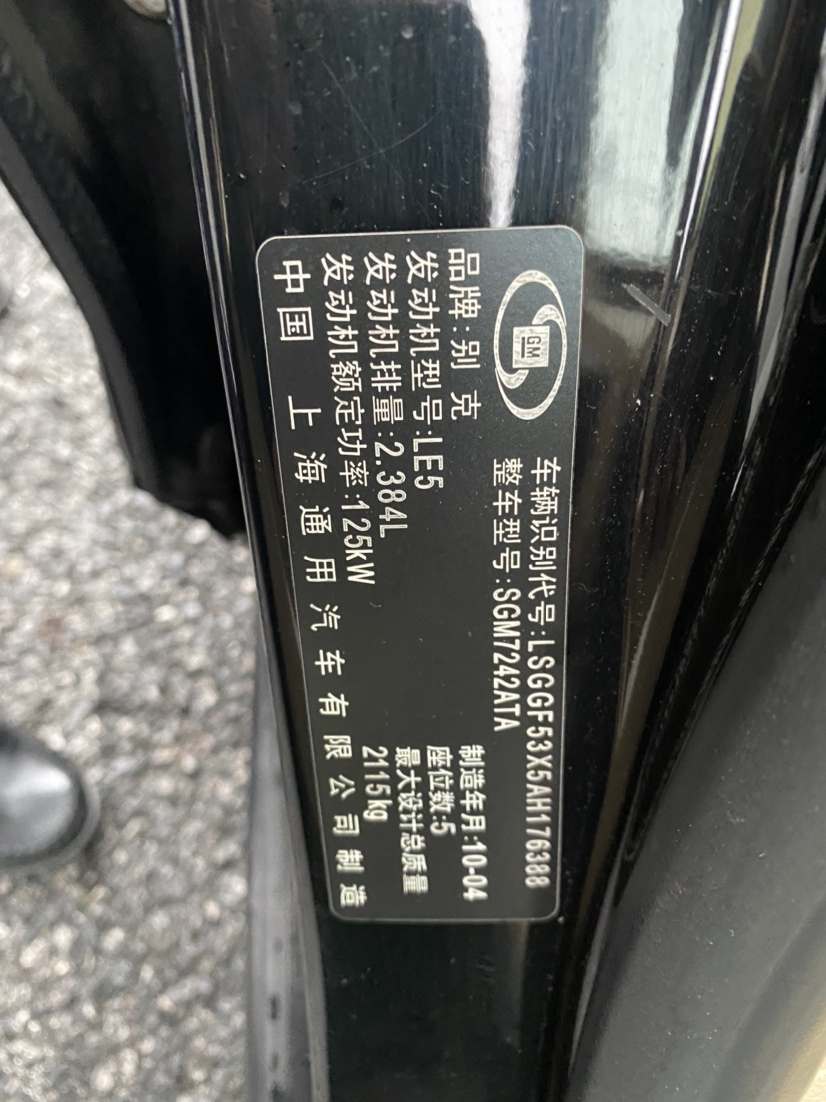 GM
车辆识别代号:LSGGF53X5AH176388
整车型号:SGM7242ATA
品牌:别克
制造年月:10-04
发动机型号:LE5
座位数:5
发动机排量:2.384L
最大设计总质量
发动机额定功率:125kW
2115kg
中国 上海通用汽车有限公司制造